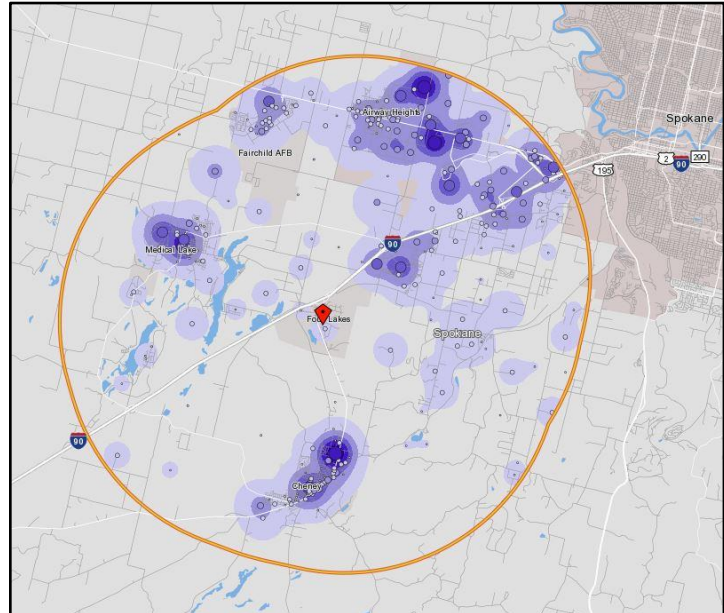 Airway Heights
Spokane
Fairchild AFB
2
90
290
195
Medical Lake
90
Four Lakes
Spokane
90
Cheney